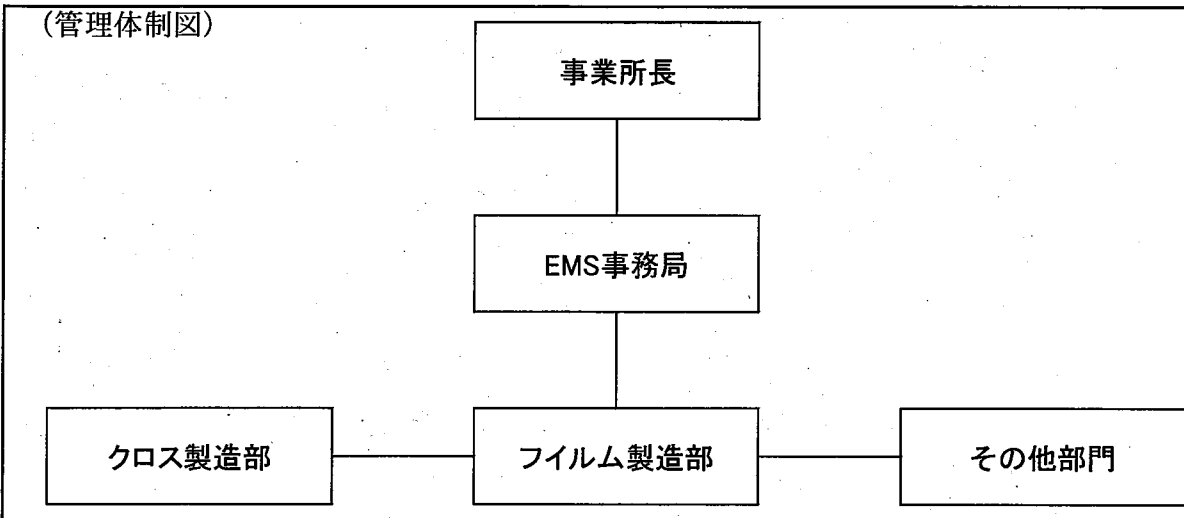 (管理体制図)
事業所長
EMS事務局
クロス製造部
フイルム製造部
その他部門